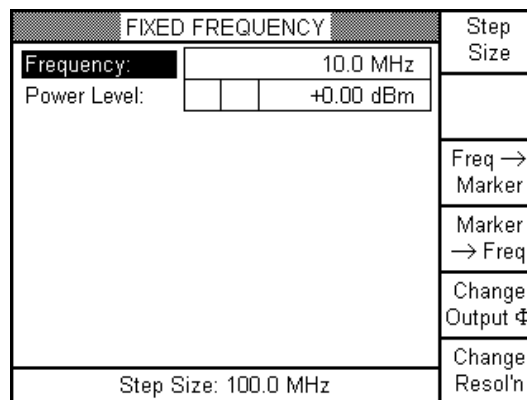 FIXED FREQUENCY
Frequency: 10.0 MHz
Power Level: +0.00 dBm
Step Size: 100.0 MHz
Step
Size
Freq →
Marker
Marker
→ Freq
Change
Output Φ
Change
Resol'n